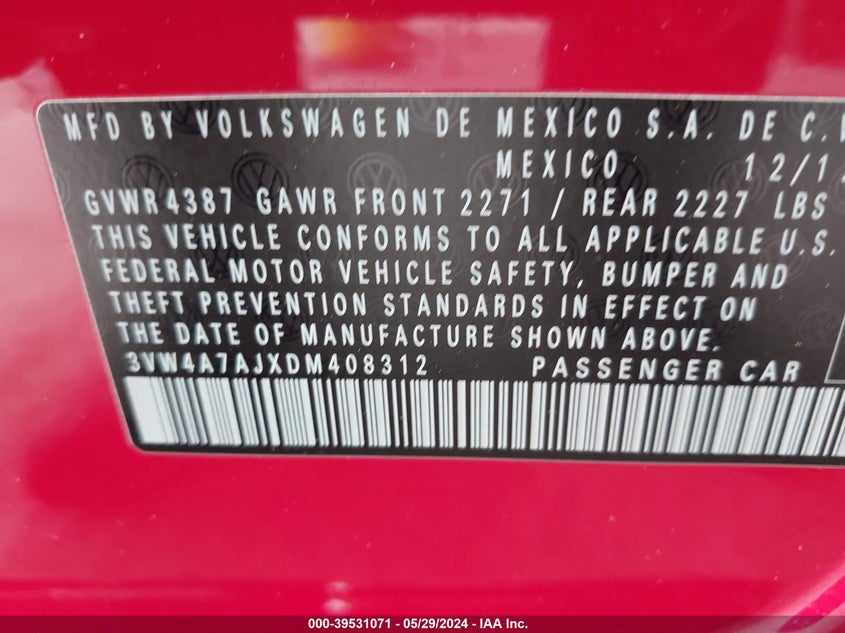 MFD BY VOLKSWAGEN DE MEXICO S.A. DE C.V
MEXICO 12/12
GVWR 4387 GAWR FRONT 2271 / REAR 2227 LBS
THIS VEHICLE CONFORMS TO ALL APPLICABLE U.S.
FEDERAL MOTOR VEHICLE SAFETY, BUMPER AND
THEFT PREVENTION STANDARDS IN EFFECT ON
THE DATE OF MANUFACTURE SHOWN ABOVE.
3VW4A7AJXDM408312 PASSENGER CAR
000-39531071 - 05/29/2024 - IAA Inc.